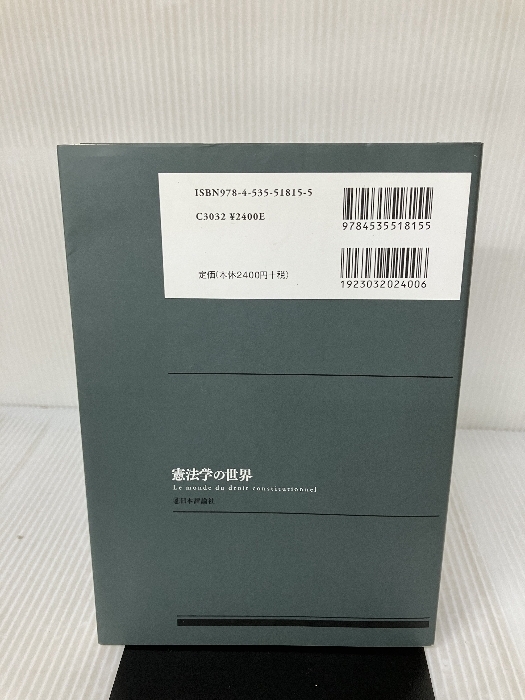 ISBN978-4-535-51815-5
C3032 ¥2400E
定価(本体2400円+税)
9784535518155
1923032024006
憲法学の世界
Le monde du droit constitutionnel
日本評論社